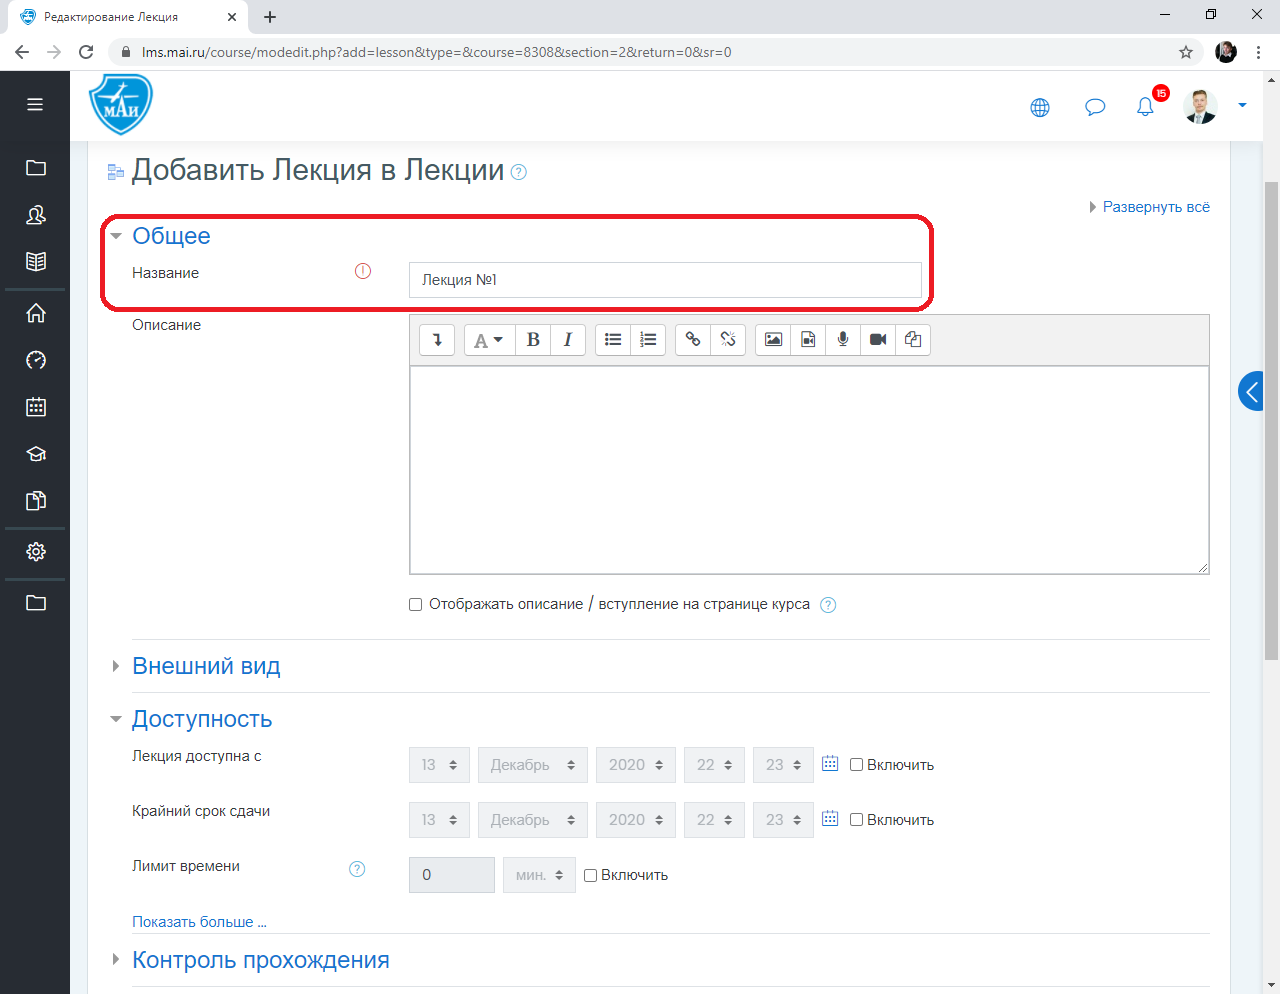 Редактирование Лекция
lms.mai.ru/course/modedit.php?add=lesson&type=&course=8308&section=2&return=0&sr=0
МАИ
15
Добавить Лекция в Лекции
Развернуть всё
Общее
Название
Лекция №1
Описание
A B I
Отображать описание / вступление на странице курса
Внешний вид
Доступность
Лекция доступна с 13 Декабрь 2020 22 23 Включить
Крайний срок сдачи 13 Декабрь 2020 22 23 Включить
Лимит времени 0 мин. Включить
Показать больше ...
Контроль прохождения